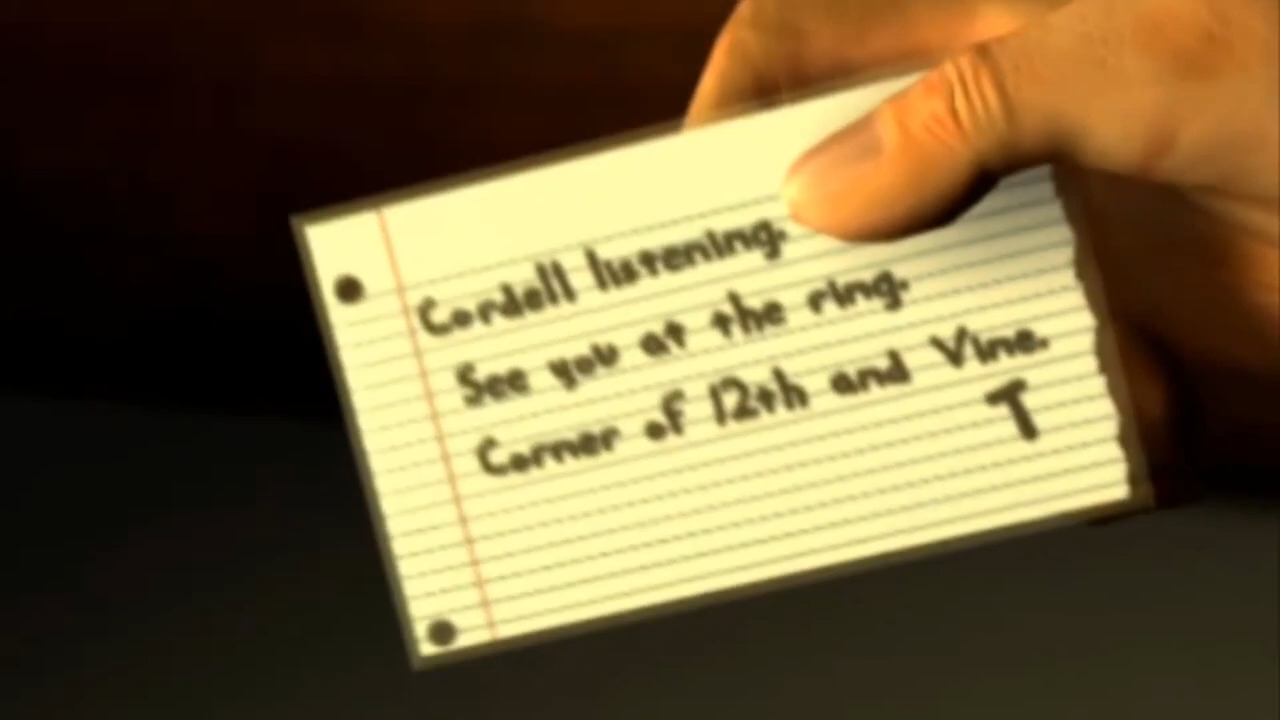 Cordell listening.
See you at the ring.
Corner of 12th and Vine.
T